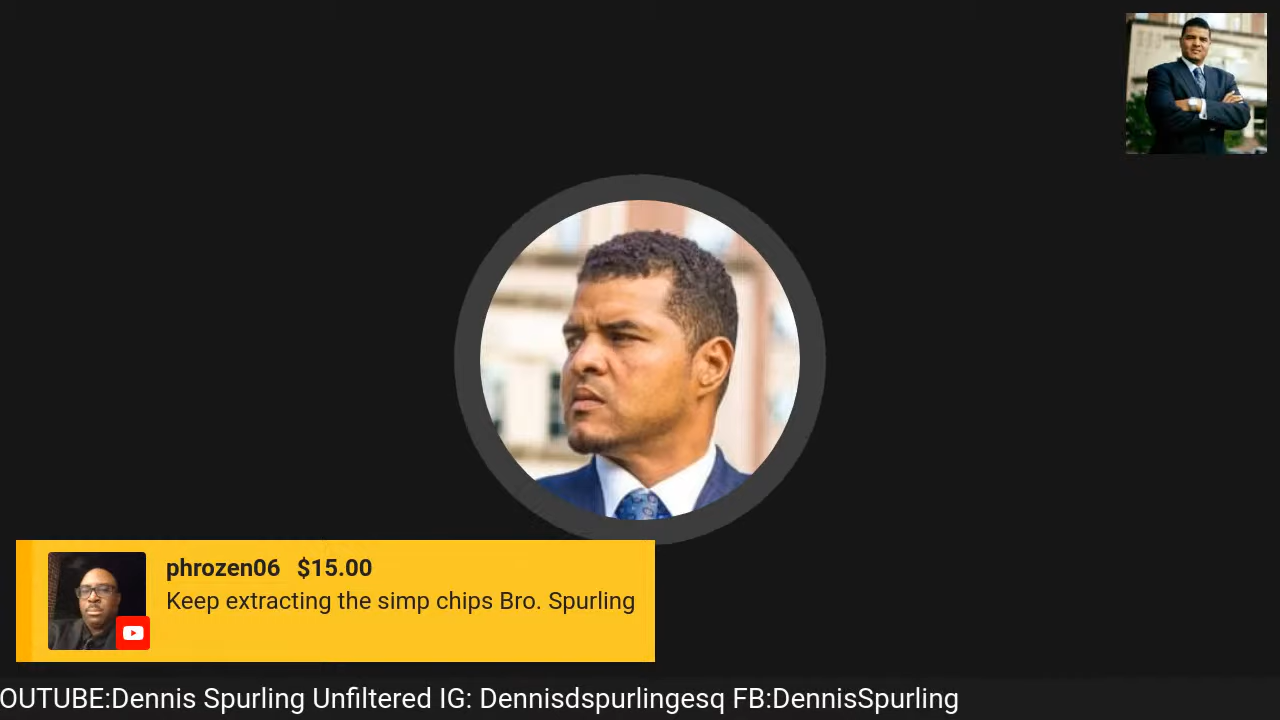 phrozen06 $15.00
Keep extracting the simp chips Bro. Spurling
OUTUBE:Dennis Spurling Unfiltered IG: Dennisdspurlingesq FB:DennisSpurling